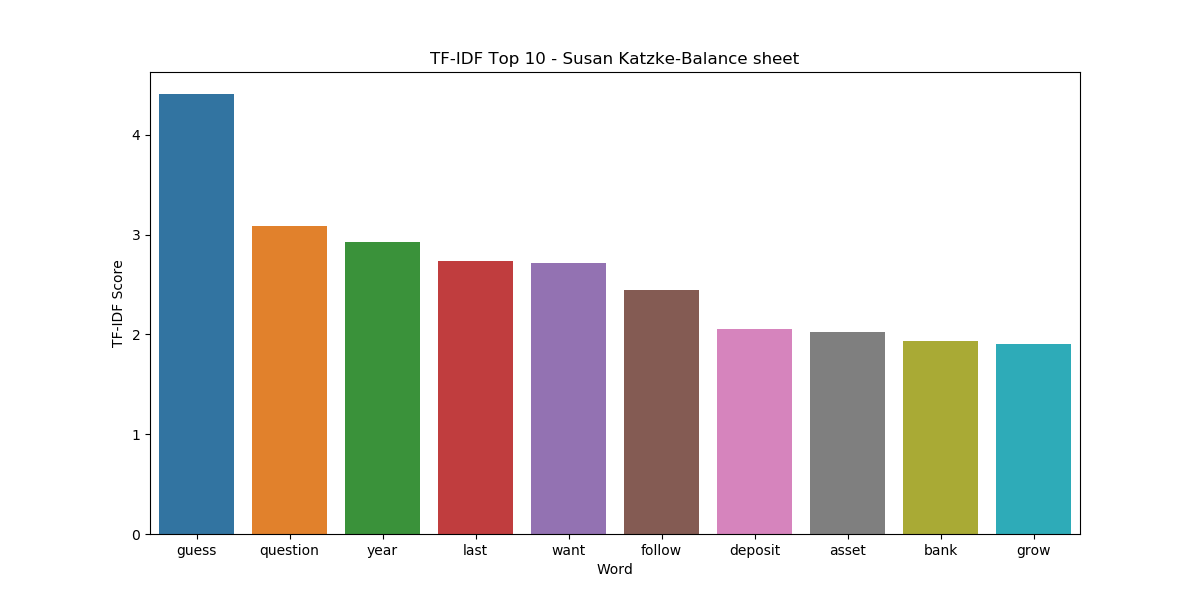 TF-IDF Top 10 - Susan Katzke-Balance sheet
TF-IDF Score
4
3
2
1
0
guess question year last want follow deposit asset bank grow
Word